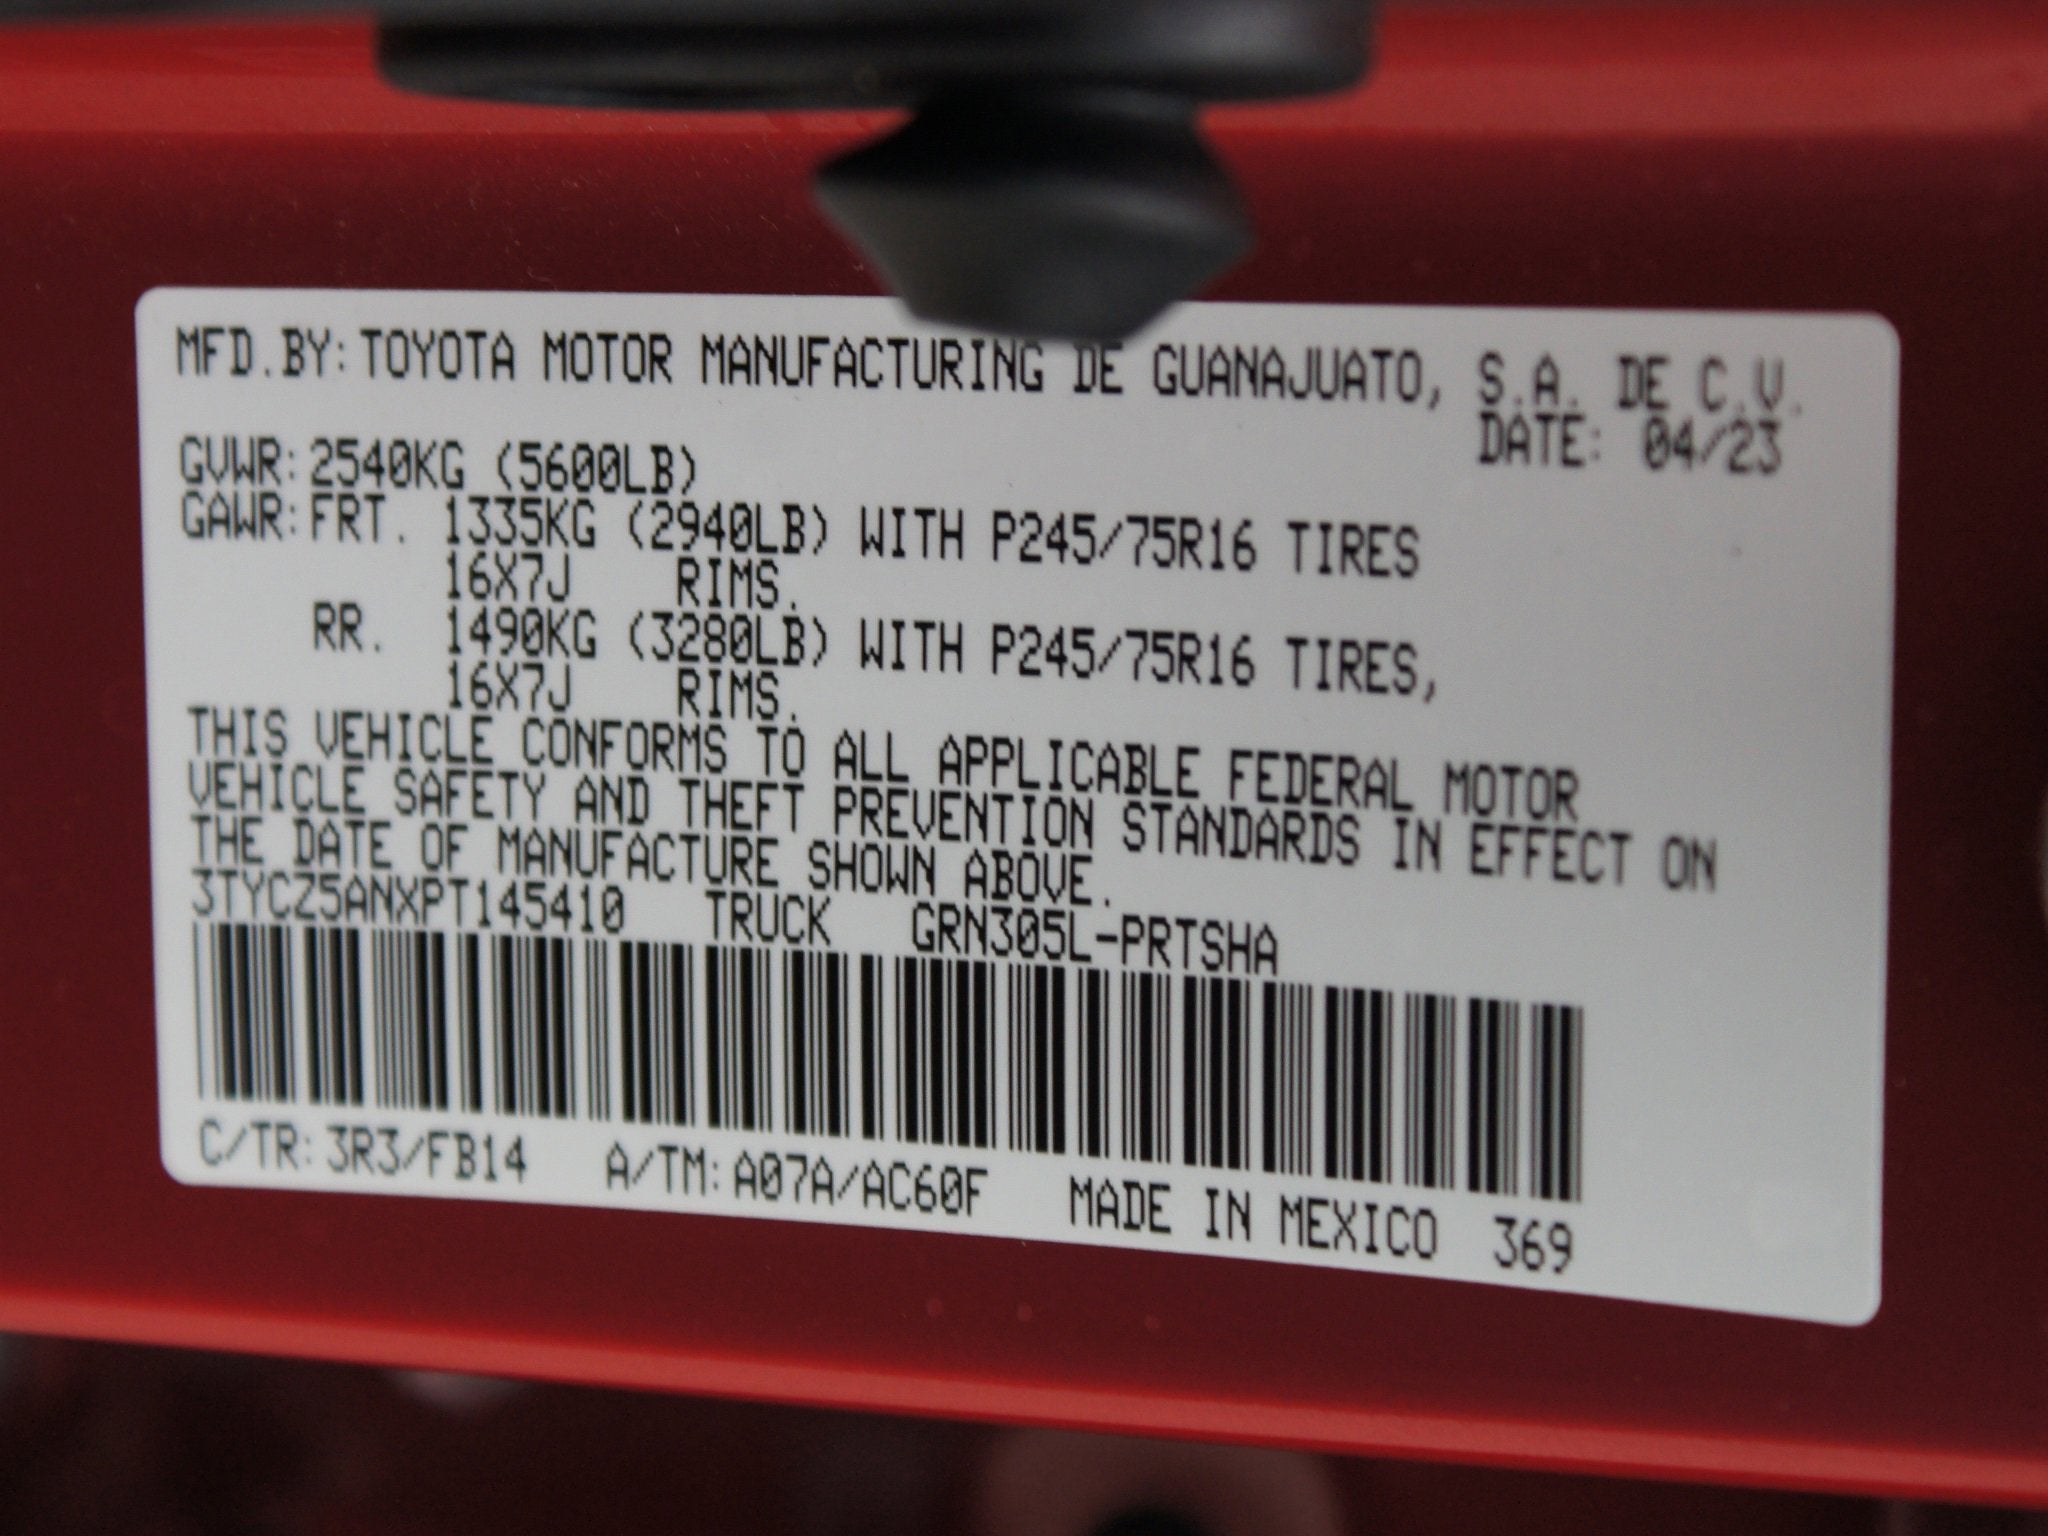 MFD.BY: TOYOTA MOTOR MANUFACTURING DE GUANAJUATO, S.A. DE C.V.
DATE: 04/23
GVWR: 2540KG (5600LB)
GAWR: FRT. 1335KG (2940LB) WITH P245/75R16 TIRES
16X7J RIMS.
RR. 1490KG (3280LB) WITH P245/75R16 TIRES,
16X7J RIMS.
THIS VEHICLE CONFORMS TO ALL APPLICABLE FEDERAL MOTOR
VEHICLE SAFETY AND THEFT PREVENTION STANDARDS IN EFFECT ON
THE DATE OF MANUFACTURE SHOWN ABOVE.
3TYCZ5ANXPT145410 TRUCK GRN305L-PRTSHA
C/TR: 3R3/FB14 A/TM: A07A/AC60F MADE IN MEXICO 369